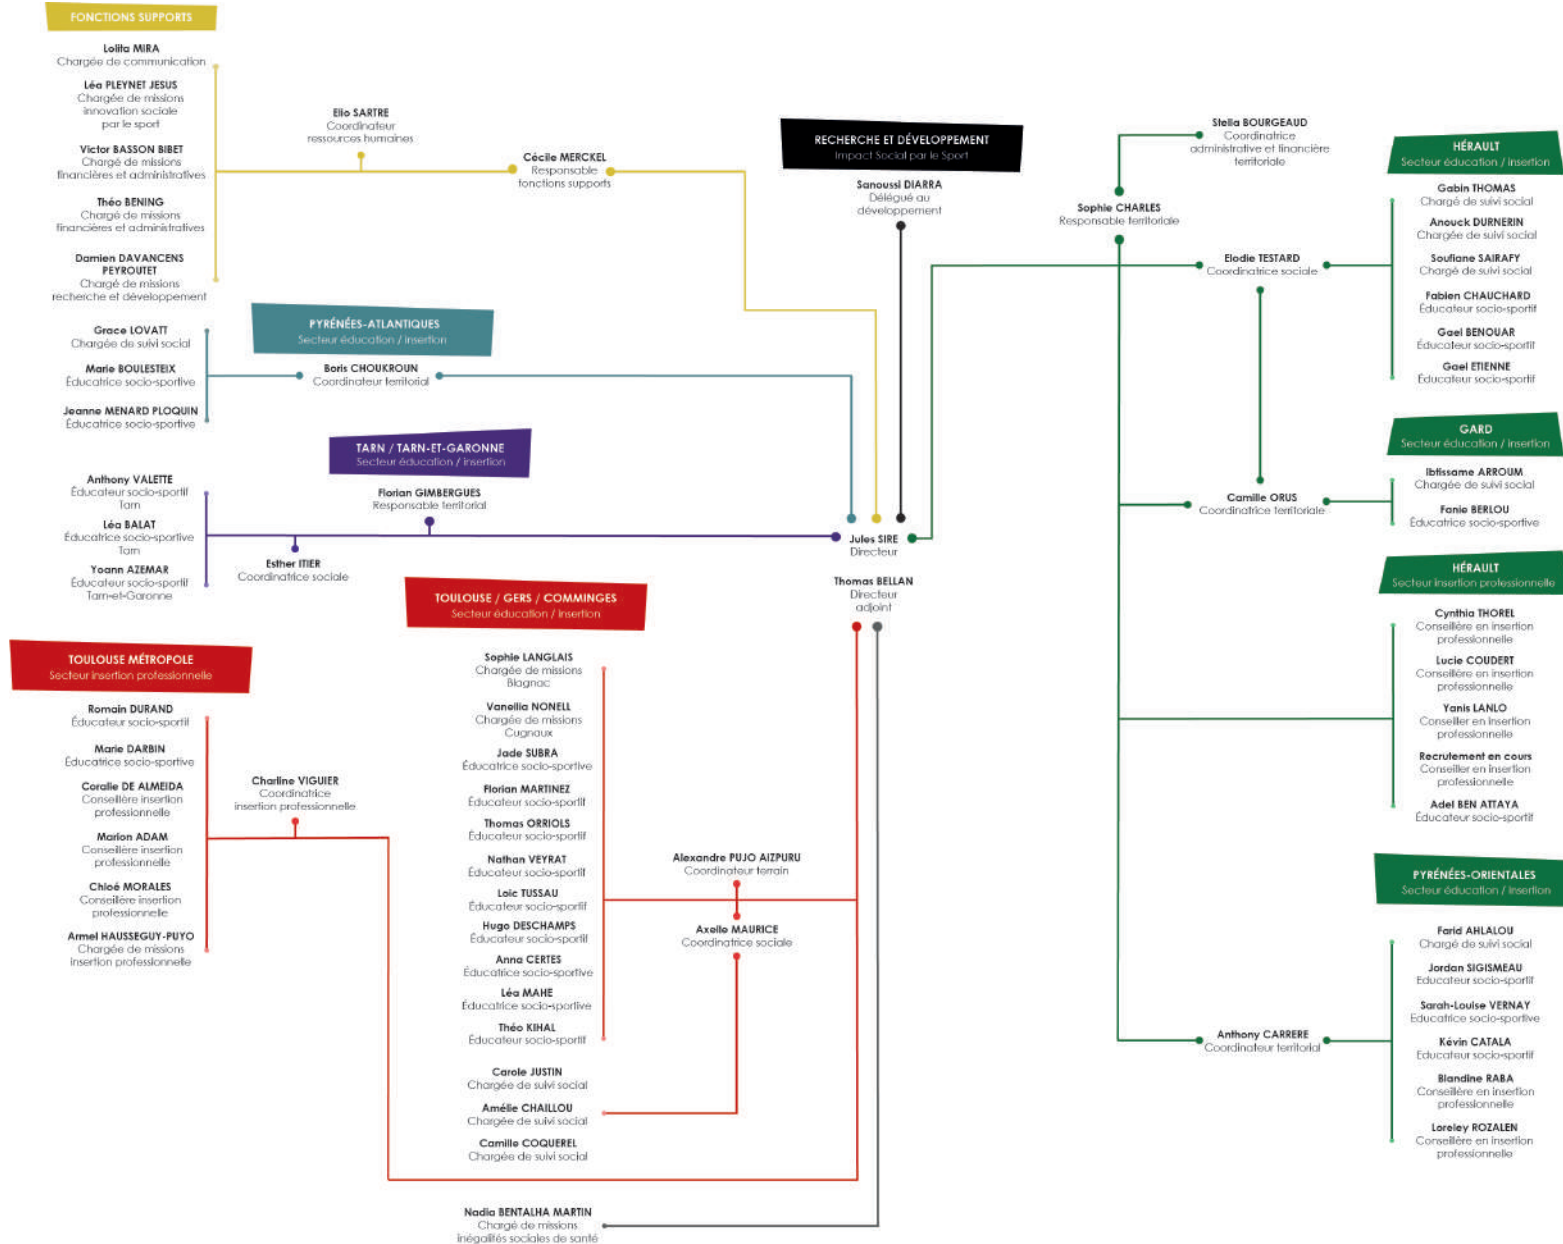 FONCTIONS SUPPORTS
Lolita MIRA
Chargée de communication
Léa PLEYNET JESUS
Chargée de missions
innovation sociale
par le sport
Victor BASSON BIBET
Chargé de missions
financières et administratives
Théo BENING
Chargé de missions
financières et administratives
Damien DAVANCENS
PEYROUTET
Chargé de missions
recherche et développement
Elio SARTRE
Coordinateur
ressources humaines
Cécile MERCKEL
Responsable
fonctions supports
RECHERCHE ET DÉVELOPPEMENT
Impact Social par le Sport
Sanoussi DIARRA
Délégué au
développement
PYRÉNÉES-ATLANTIQUES
Secteur éducation / insertion
Grace LOVATT
Chargée de suivi social
Marie BOULESTEIX
Éducatrice socio-sportive
Jeanne MENARD PLOQUIN
Éducatrice socio-sportive
Boris CHOUKROUN
Coordinateur territorial
TARN / TARN-ET-GARONNE
Secteur éducation / insertion
Anthony VALETTE
Éducateur socio-sportif
Tarn
Léa BALAT
Éducatrice socio-sportive
Tarn
Yoann AZEMAR
Éducateur socio-sportif
Tarn-et-Garonne
Florian GIMBERGUES
Responsable territorial
Esther ITIER
Coordinatrice sociale
Jules SIRE
Directeur
Thomas BELLAN
Directeur
adjoint
TOULOUSE MÉTROPOLE
Secteur insertion professionnelle
Romain DURAND
Éducateur socio-sportif
Marie DARBIN
Éducatrice socio-sportive
Coralie DE ALMEIDA
Conseillère insertion
professionnelle
Marion ADAM
Conseillère insertion
professionnelle
Chloé MORALES
Conseillère insertion
professionnelle
Armel HAUSSEGUY-PUYO
Chargée de missions
insertion professionnelle
Charline VIGUIER
Coordinatrice
insertion professionnelle
TOULOUSE / GERS / COMMINGES
Secteur éducation / insertion
Sophie LANGLAIS
Chargée de missions
Blagnac
Vanellia NONELL
Chargée de missions
Cugnaux
Jade SUBRA
Éducatrice socio-sportive
Florian MARTINEZ
Éducateur socio-sportif
Thomas ORRIOLS
Éducateur socio-sportif
Nathan VEYRAT
Éducateur socio-sportif
Loïc TUSSAU
Éducateur socio-sportif
Hugo DESCHAMPS
Éducateur socio-sportif
Anna CERTES
Éducatrice socio-sportive
Léa MAHE
Éducatrice socio-sportive
Théo KIHAL
Éducateur socio-sportif
Carole JUSTIN
Chargée de suivi social
Amélie CHAILLOU
Chargée de suivi social
Camille COQUEREL
Chargée de suivi social
Alexandre PUJO AIZPURU
Coordinateur terrain
Axelle MAURICE
Coordinatrice sociale
Nadia BENTALHA MARTIN
Chargé de missions
inégalités sociales de santé
Stella BOURGEAUD
Coordinatrice
administrative et financière
territoriale
Sophie CHARLES
Responsable territoriale
Elodie TESTARD
Coordinatrice sociale
Camille ORUS
Coordinatrice territoriale
Anthony CARRERE
Coordinateur territorial
HÉRAULT
Secteur éducation / insertion
Gabin THOMAS
Chargé de suivi social
Anouck DURNERIN
Chargée de suivi social
Soufiane SAIRAFY
Chargé de suivi social
Fabien CHAUCHARD
Éducateur socio-sportif
Gael BENOUAR
Éducateur socio-sportif
Gael ETIENNE
Éducateur socio-sportif
GARD
Secteur éducation / insertion
Ibtissame ARROUM
Chargée de suivi social
Fanie BERLOU
Éducatrice socio-sportive
HÉRAULT
Secteur insertion professionnelle
Cynthia THOREL
Conseillère en insertion
professionnelle
Lucie COUDERT
Conseillère en insertion
professionnelle
Yanis LANLO
Conseiller en insertion
professionnelle
Recrutement en cours
Conseiller en insertion
professionnelle
Adel BEN ATTAYA
Éducateur socio-sportif
PYRÉNÉES-ORIENTALES
Secteur éducation / insertion
Farid AHLALOU
Chargé de suivi social
Jordan SIGISMEAU
Educateur socio-sportif
Sarah-Louise VERNAY
Educatrice socio-sportive
Kévin CATALA
Educateur socio-sportif
Blandine RABA
Conseillère en insertion
professionnelle
Loreley ROZALEN
Conseillère en insertion
professionnelle